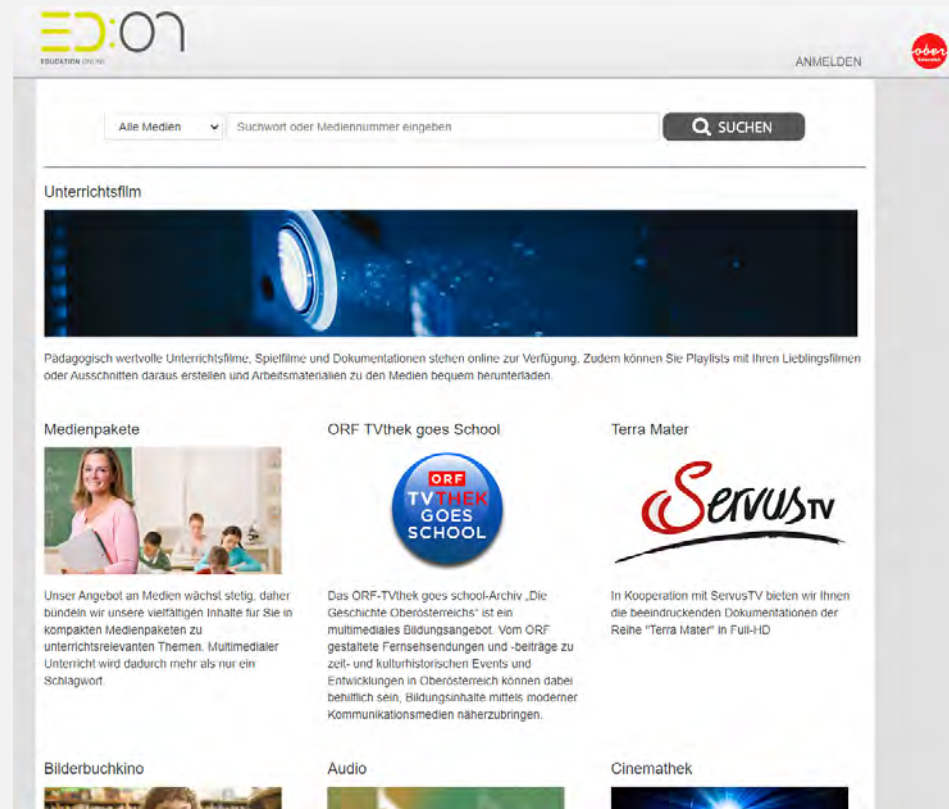 ED:ON
EDUCATION ONLINE
ANMELDEN
ober
österreich
Alle Medien
Suchwort oder Mediennummer eingeben
SUCHEN
Unterrichtsfilm
Pädagogisch wertvolle Unterrichtsfilme, Spielfilme und Dokumentationen stehen online zur Verfügung. Zudem können Sie Playlists mit Ihren Lieblingsfilmen
oder Ausschnitten daraus erstellen und Arbeitsmaterialien zu den Medien bequem herunterladen.
Medienpakete
Unser Angebot an Medien wächst stetig, daher
bündeln wir unsere vielfältigen Inhalte für Sie in
kompakten Medienpaketen zu
unterrichtsrelevanten Themen. Multimedialer
Unterricht wird dadurch mehr als nur ein
Schlagwort.
ORF TVthek goes School
ORF
TVTHEK
GOES
SCHOOL
Das ORF-TVthek goes school-Archiv „Die
Geschichte Oberösterreichs“ ist ein
multimediales Bildungsangebot. Vom ORF
gestaltete Fernsehsendungen und -beiträge zu
zeit- und kulturhistorischen Events und
Entwicklungen in Oberösterreich können dabei
behilflich sein, Bildungsinhalte mittels moderner
Kommunikationsmedien näherzubringen.
Terra Mater
ServusTV
In Kooperation mit ServusTV bieten wir Ihnen
die beeindruckenden Dokumentationen der
Reihe "Terra Mater" in Full-HD
Bilderbuchkino
Audio
Cinemathek